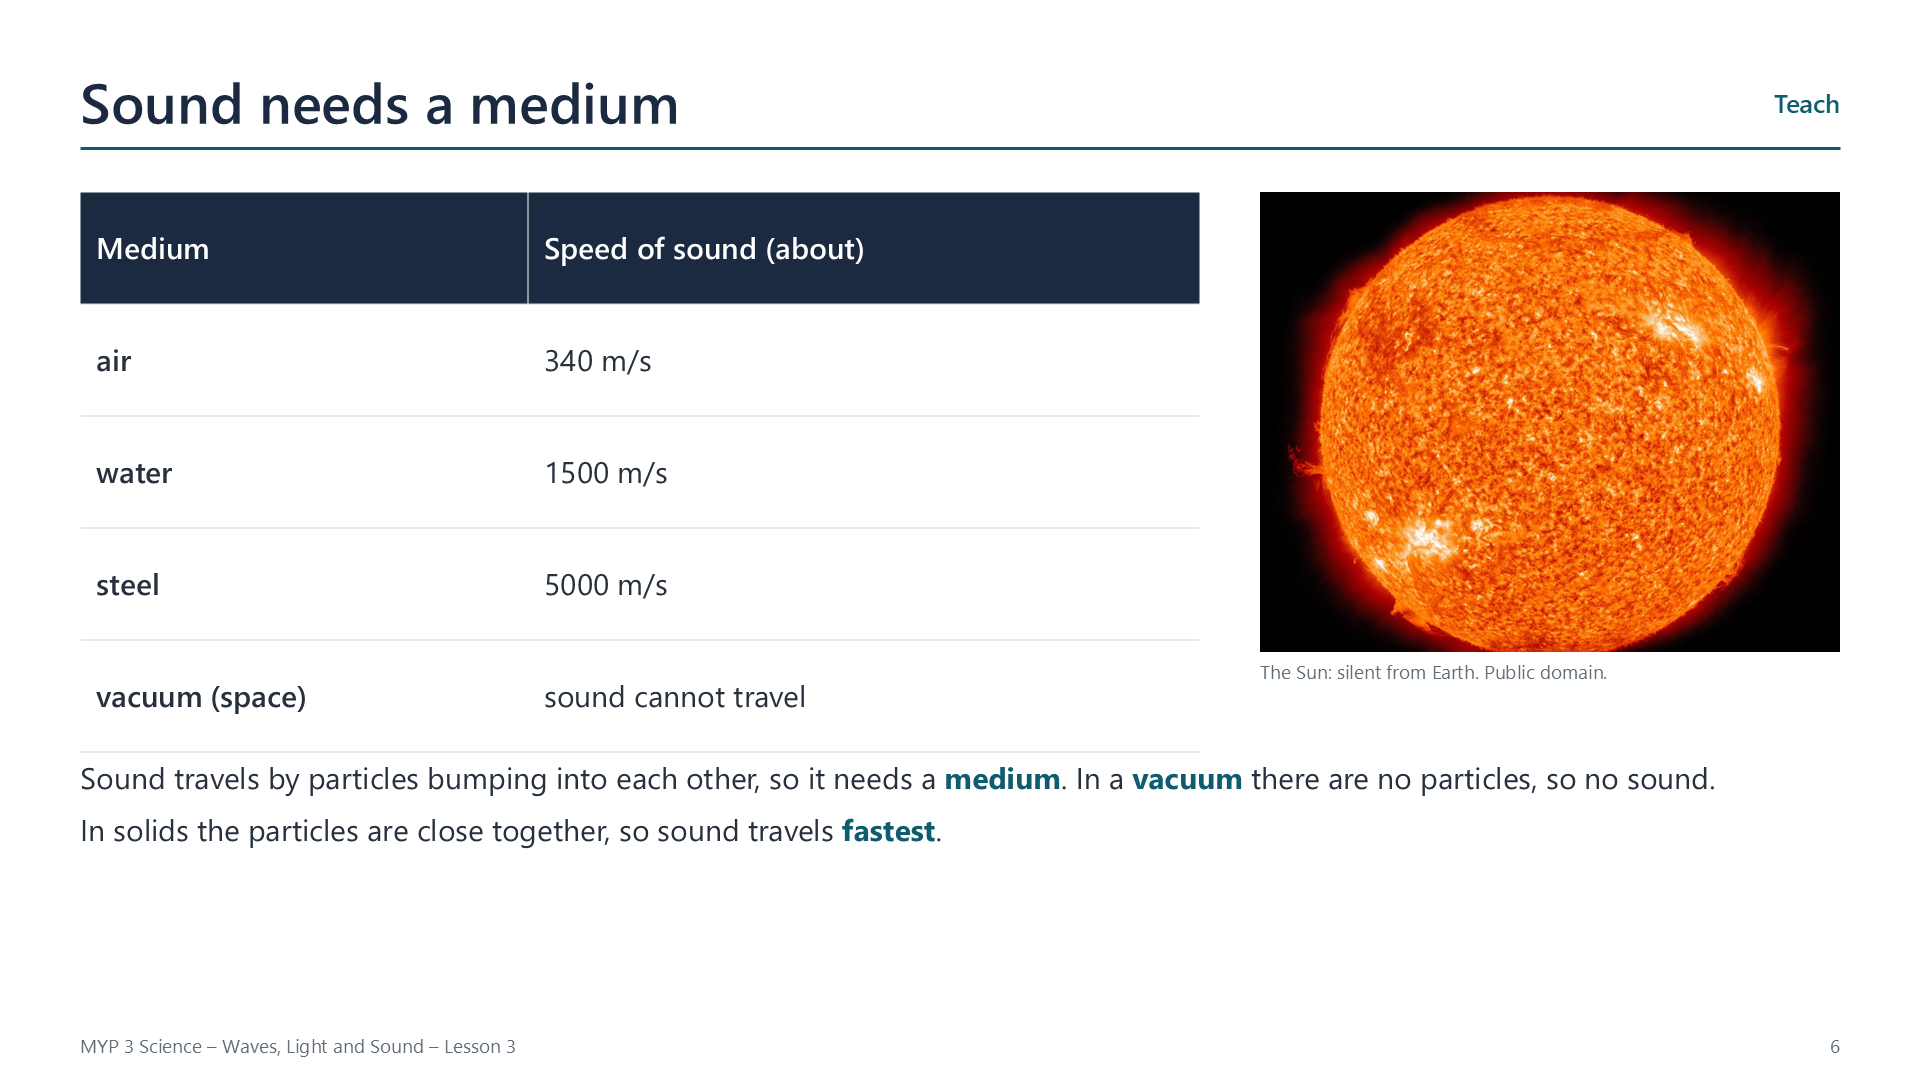 Sound needs a medium
Teach
Medium Speed of sound (about)
air 340 m/s
water 1500 m/s
steel 5000 m/s
vacuum (space) sound cannot travel
The Sun: silent from Earth. Public domain.
Sound travels by particles bumping into each other, so it needs a medium. In a vacuum there are no particles, so no sound.
In solids the particles are close together, so sound travels fastest.
MYP 3 Science – Waves, Light and Sound – Lesson 3
6